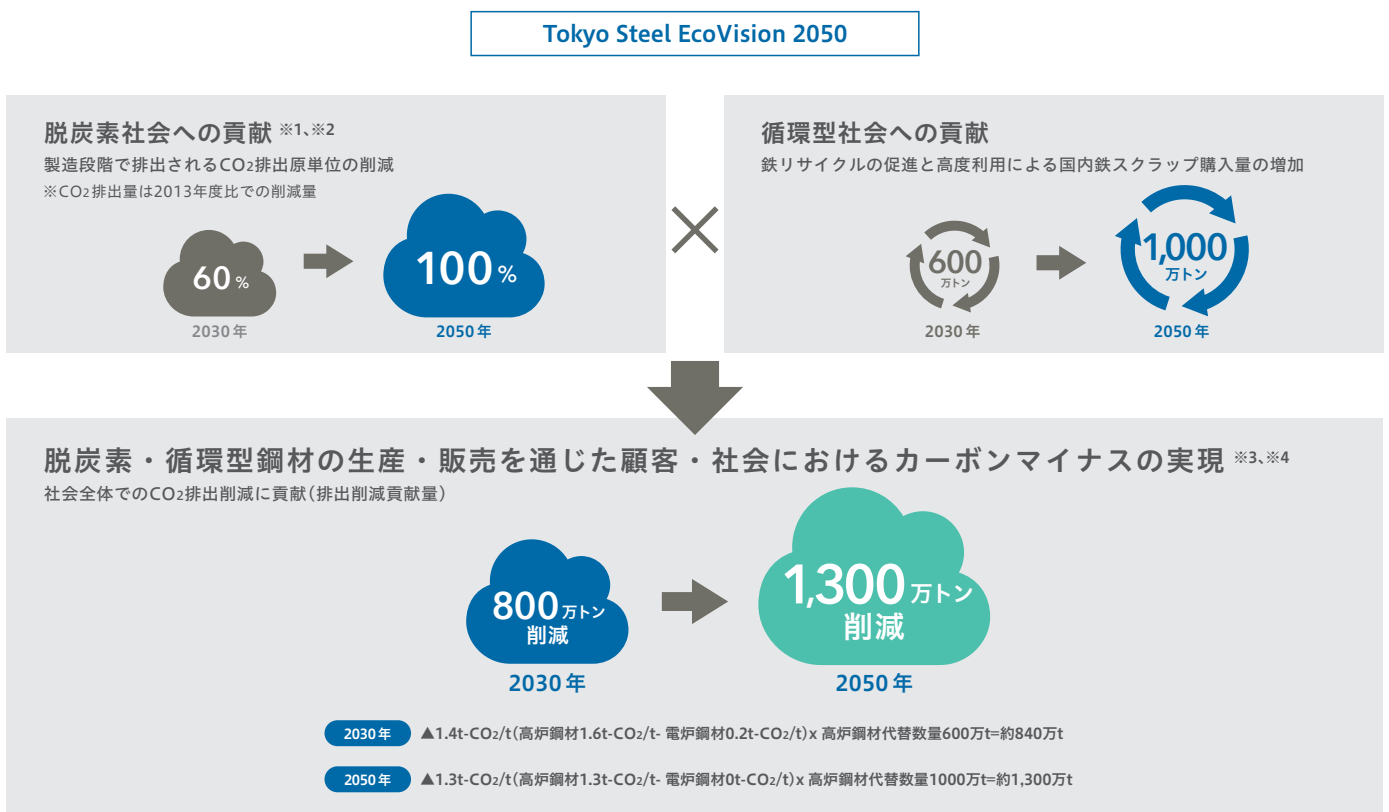 Tokyo Steel EcoVision 2050
脱炭素社会への貢献 ※1、※2
製造段階で排出されるCO2排出原単位の削減
※CO2排出量は2013年度比での削減量
60%
2030年
100%
2050年
循環型社会への貢献
鉄リサイクルの促進と高度利用による国内鉄スクラップ購入量の増加
600
万トン
2030年
1,000
万トン
2050年
脱炭素・循環型鋼材の生産・販売を通じた顧客・社会におけるカーボンマイナスの実現 ※3、※4
社会全体でのCO2排出削減に貢献(排出削減貢献量)
800万トン
削減
2030年
1,300万トン
削減
2050年
2030年 ▲1.4t-CO2/t(高炉鋼材1.6t-CO2/t- 電炉鋼材0.2t-CO2/t)x 高炉鋼材代替数量600万t=約840万t
2050年 ▲1.3t-CO2/t(高炉鋼材1.3t-CO2/t- 電炉鋼材0t-CO2/t)x 高炉鋼材代替数量1000万t=約1,300万t